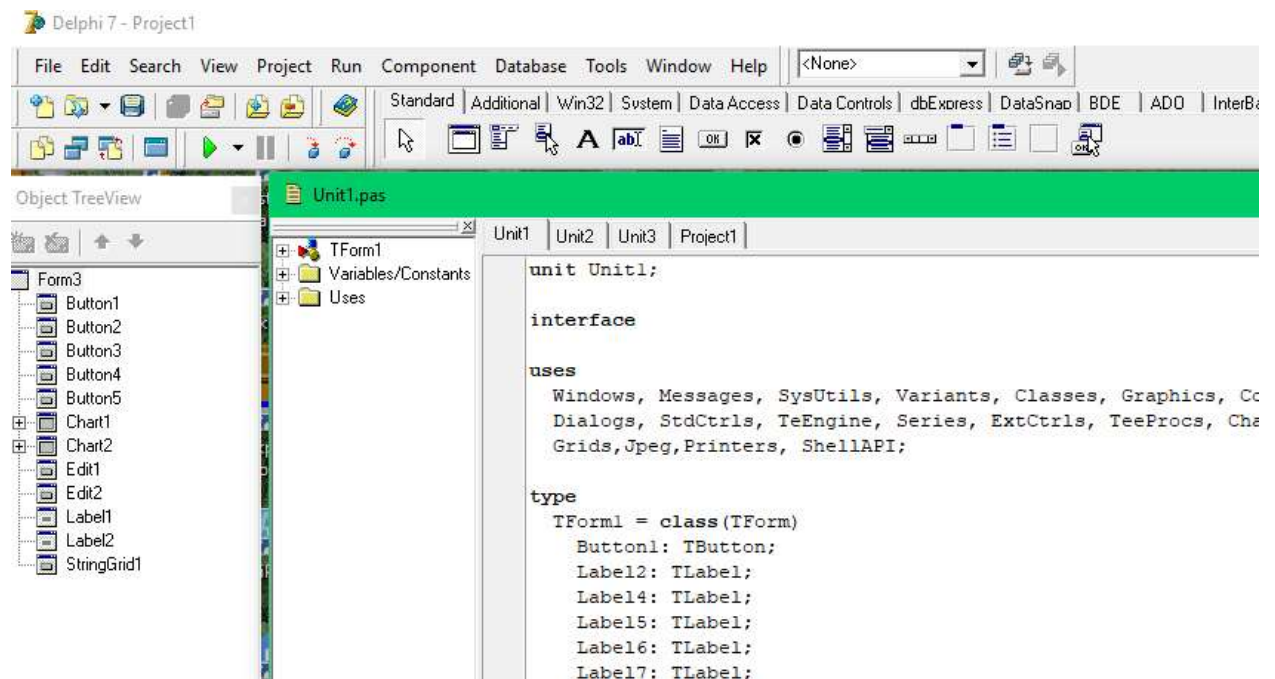 Delphi 7 - Project1
File Edit Search View Project Run Component Database Tools Window Help <None>
Standard Additional Win32 System Data Access Data Controls dbExpress DataSnap BDE ADO
Object TreeView
Form3
Button1
Button2
Button3
Button4
Button5
Chart1
Chart2
Edit1
Edit2
Label1
Label2
StringGrid1
Unit1.pas
TForm1
Variables/Constants
Uses
Unit1 Unit2 Unit3 Project1
unit Unit1;
interface
uses
Windows, Messages, SysUtils, Variants, Classes, Graphics,
Dialogs, StdCtrls, TeEngine, Series, ExtCtrls, TeeProcs,
Grids,Jpeg,Printers, ShellAPI;
type
TForm1 = class(TForm)
Button1: TButton;
Label2: TLabel;
Label4: TLabel;
Label5: TLabel;
Label6: TLabel;
Label7: TLabel;